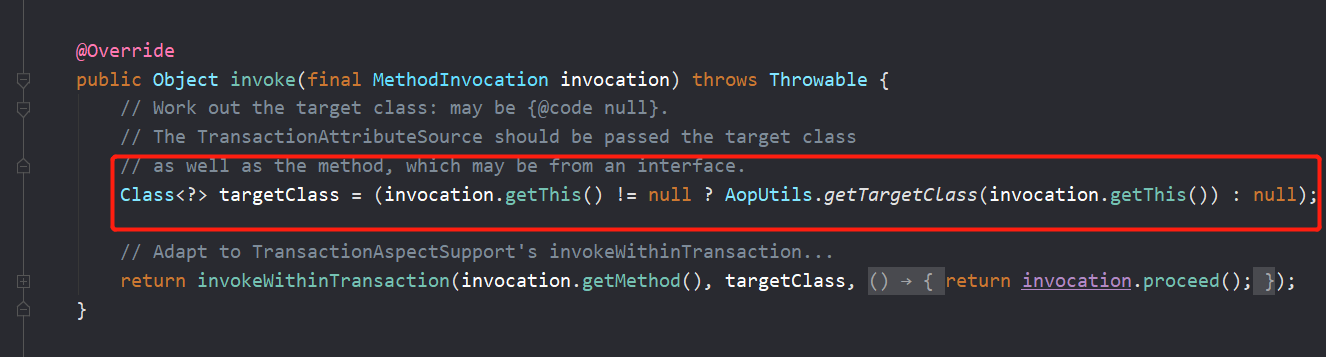 @Override
public Object invoke(final MethodInvocation invocation) throws Throwable {
// Work out the target class: may be {@code null}.
// The TransactionAttributeSource should be passed the target class
// as well as the method, which may be from an interface.
Class<?> targetClass = (invocation.getThis() != null ? AopUtils.getTargetClass(invocation.getThis()) : null);
// Adapt to TransactionAspectSupport's invokeWithinTransaction...
return invokeWithinTransaction(invocation.getMethod(), targetClass, () → { return invocation.proceed(); });
}